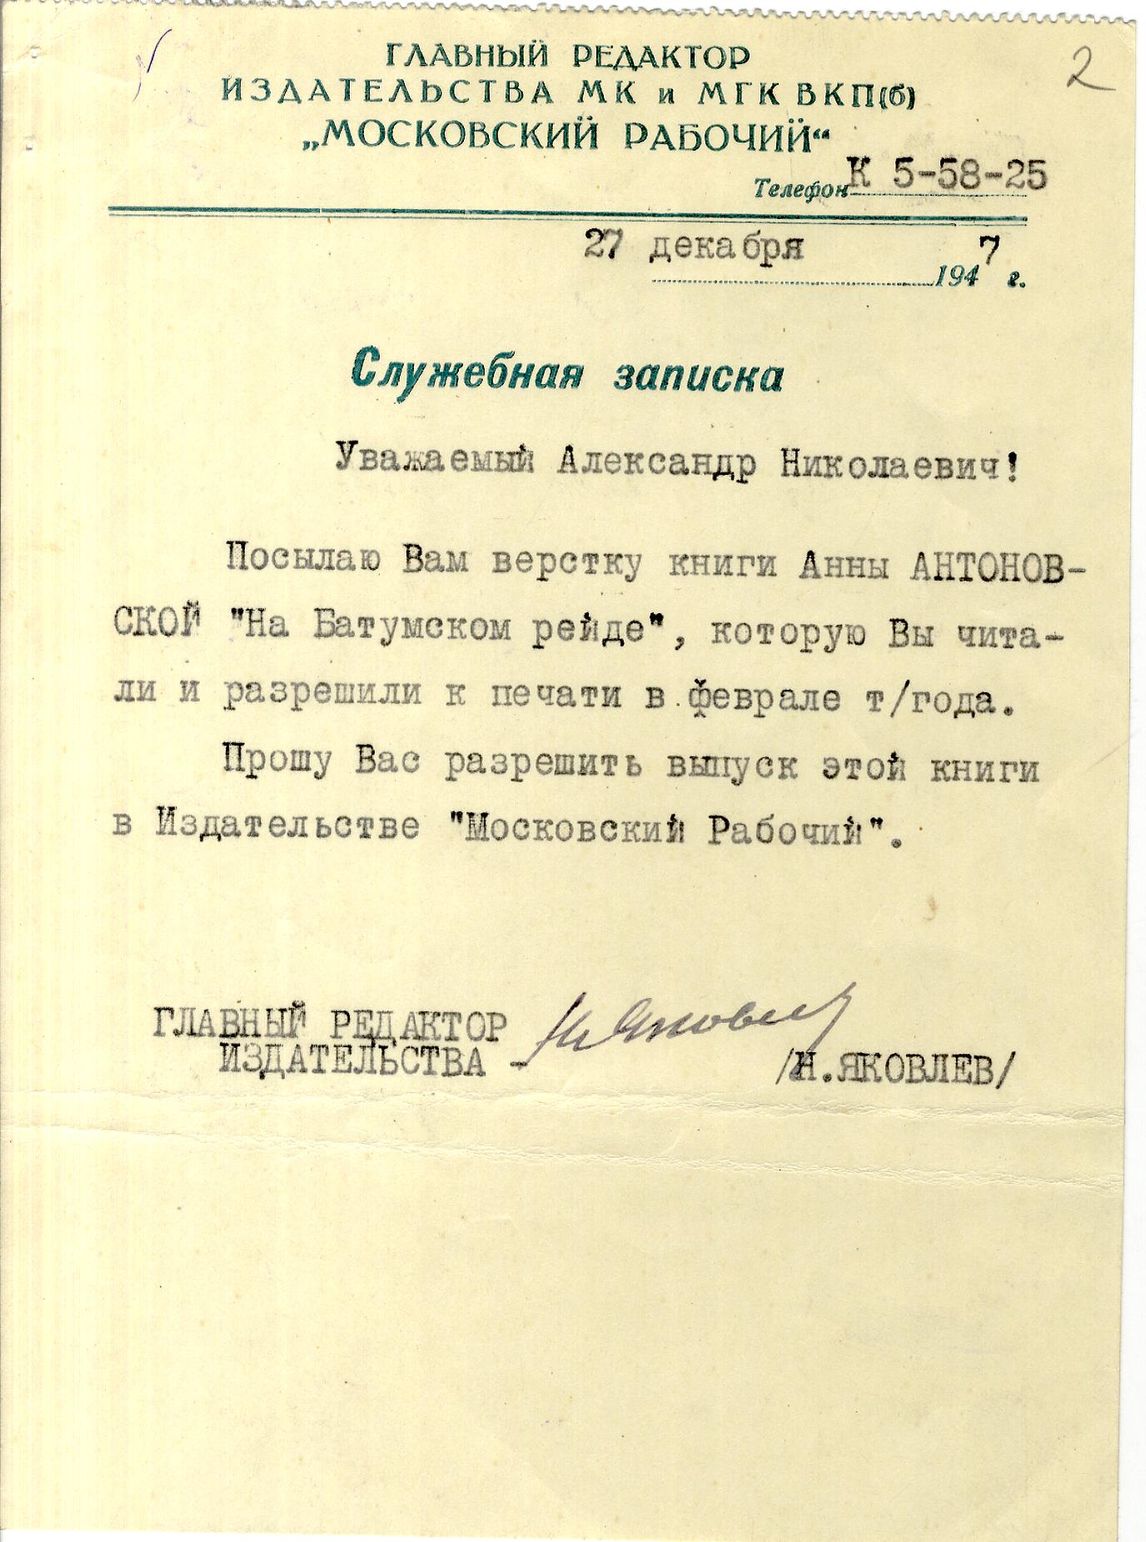 2
ГЛАВНЫЙ РЕДАКТОР
ИЗДАТЕЛЬСТВА МК и МГК ВКП(б)
„МОСКОВСКИЙ РАБОЧИЙ“
Телефон К 5-58-25
27 декабря 1947 г.
Служебная записка
Уважаемый Александр Николаевич!
Посылаю Вам верстку книги Анны АНТОНОВ-
СКОЙ "На Батумском рейде", которую Вы чита-
ли и разрешили к печати в феврале т/года.
Прошу Вас разрешить выпуск этой книги
в Издательстве "Московский Рабочий".
ГЛАВНЫЙ РЕДАКТОР
ИЗДАТЕЛЬСТВА - Н. Яковлев /Н.ЯКОВЛЕВ/